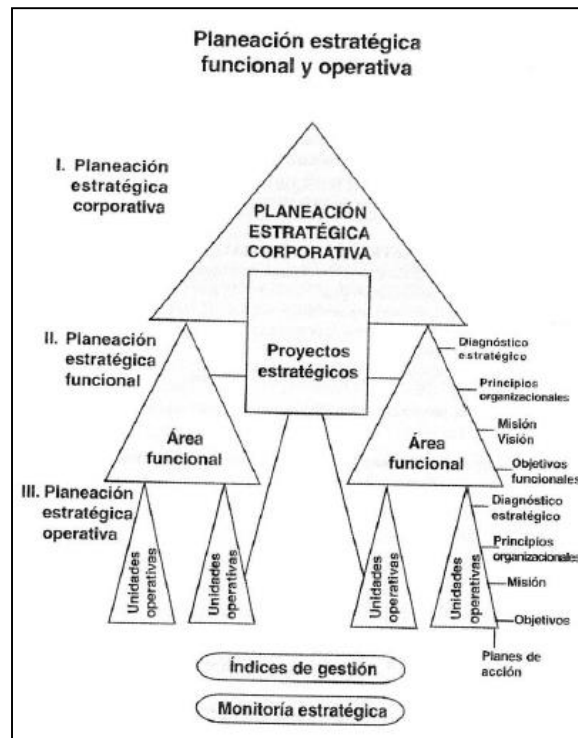 Planeación estratégica
funcional y operativa
I. Planeación
estratégica
corporativa
PLANEACIÓN
ESTRATÉGICA
CORPORATIVA
II. Planeación
estratégica
funcional
Proyectos
estratégicos
Diagnóstico
estratégico
Principios
organizacionales
Misión
Visión
Objetivos
funcionales
Área
funcional
Área
funcional
III. Planeación
estratégica
operativa
Diagnóstico
estratégico
Principios
organizacionales
Misión
Objetivos
Planes de
acción
Unidades
operativas
Unidades
operativas
Unidades
operativas
Unidades
operativas
Índices de gestión
Monitoría estratégica